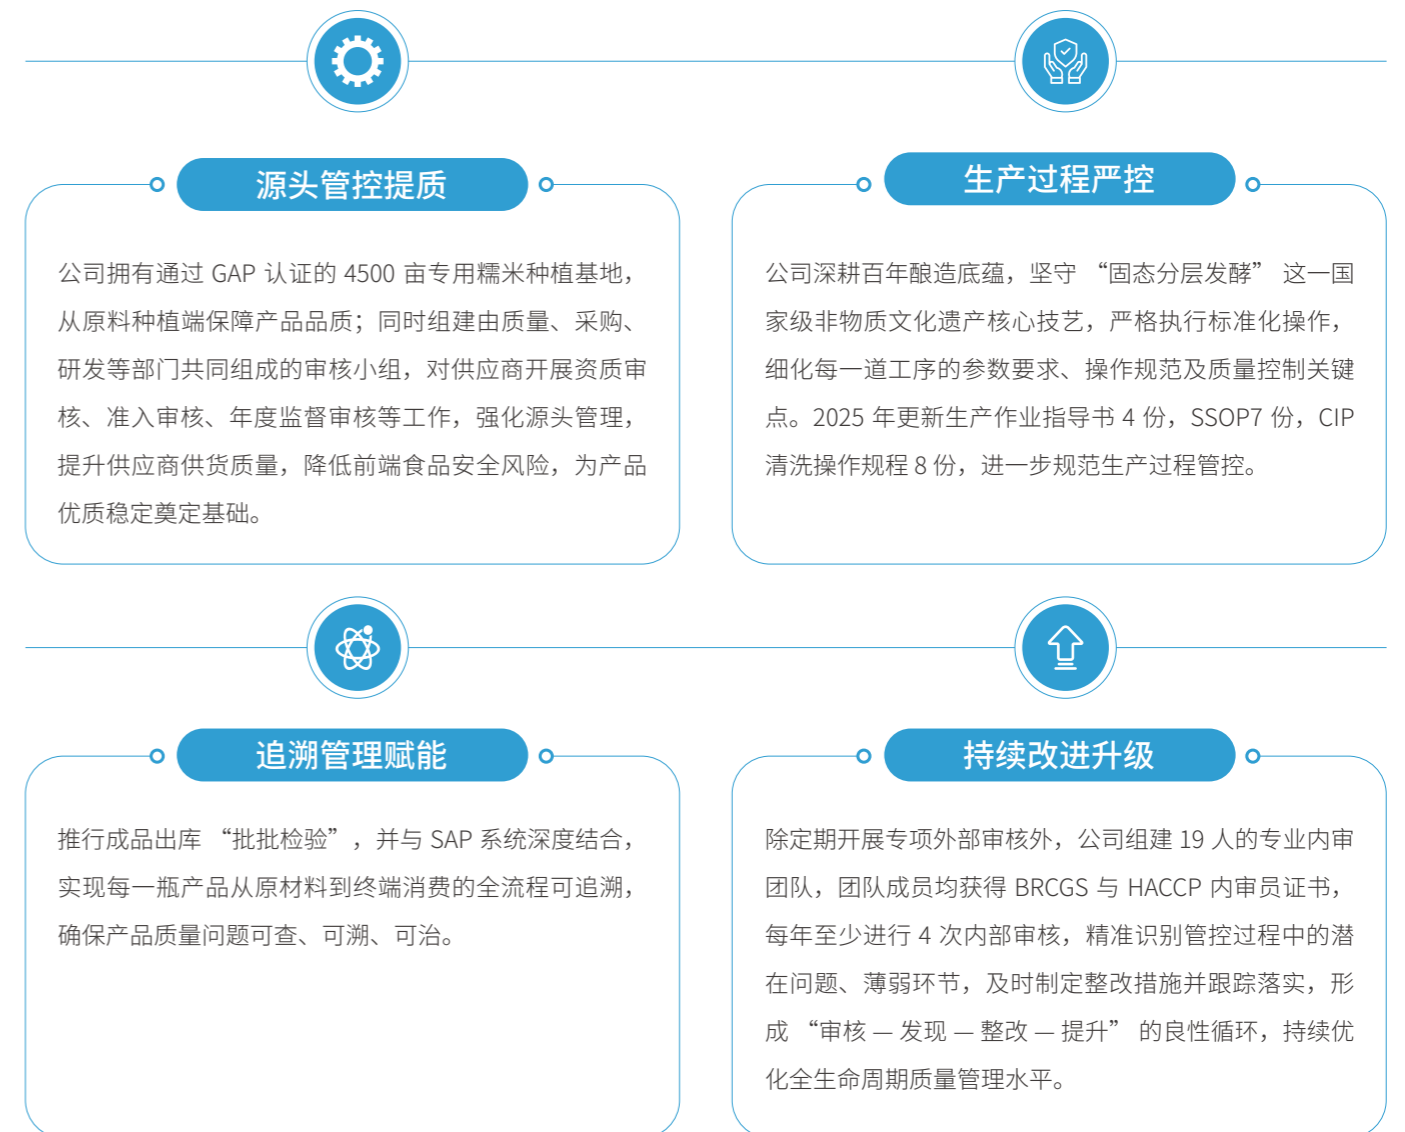 源头管控提质
公司拥有通过 GAP 认证的 4500 亩专用糯米种植基地，
从原料种植端保障产品品质；同时组建由质量、采购、
研发等部门共同组成的审核小组，对供应商开展资质审
核、准入审核、年度监督审核等工作，强化源头管理，
提升供应商供货质量，降低前端食品安全风险，为产品
优质稳定奠定基础。
生产过程严控
公司深耕百年酿造底蕴，坚守 “固态分层发酵” 这一国
家级非物质文化遗产核心技艺，严格执行标准化操作，
细化每一道工序的参数要求、操作规范及质量控制关键
点。2025 年更新生产作业指导书 4 份，SSOP7 份，CIP
清洗操作规程 8 份，进一步规范生产过程管控。
追溯管理赋能
推行成品出库 “批批检验”，并与 SAP 系统深度结合，
实现每一瓶产品从原材料到终端消费的全流程可追溯，
确保产品质量问题可查、可溯、可治。
持续改进升级
除定期开展专项外部审核外，公司组建 19 人的专业内审
团队，团队成员均获得 BRCGS 与 HACCP 内审员证书，
每年至少进行 4 次内部审核，精准识别管控过程中的潜
在问题、薄弱环节，及时制定整改措施并跟踪落实，形
成 “审核 — 发现 — 整改 — 提升” 的良性循环，持续优
化全生命周期质量管理水平。